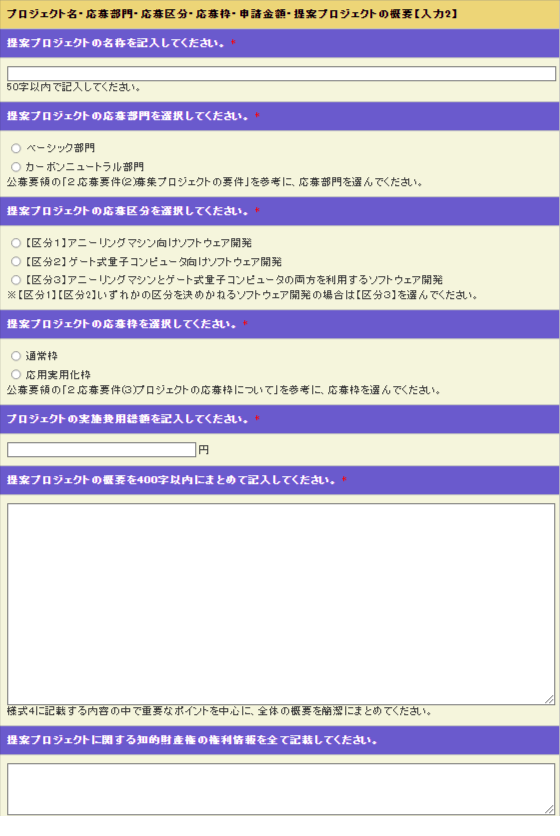 プロジェクト名・応募部門・応募区分・応募枠・申請金額・提案プロジェクトの概要【入力2】
提案プロジェクトの名称を記入してください。*
50字以内で記入してください。
提案プロジェクトの応募部門を選択してください。*
ベーシック部門
カーボンニュートラル部門
公募要領の「2.応募要件(2)募集プロジェクトの要件」を参考に、応募部門を選んでください。
提案プロジェクトの応募区分を選択してください。*
【区分1】アニーリングマシン向けソフトウェア開発
【区分2】ゲート式量子コンピュータ向けソフトウェア開発
【区分3】アニーリングマシンとゲート式量子コンピュータの両方を利用するソフトウェア開発
※【区分1】【区分2】いずれかの区分を決めかねるソフトウェア開発の場合は【区分3】を選んでください。
提案プロジェクトの応募枠を選択してください。*
通常枠
応用実用化枠
公募要領の「2.応募要件(3)プロジェクトの応募枠について」を参考に、応募枠を選んでください。
プロジェクトの実施費用総額を記入してください。*
円
提案プロジェクトの概要を400字以内にまとめて記入してください。*
様式4に記載する内容の中で重要なポイントを中心に、全体の概要を簡潔にまとめてください。
提案プロジェクトに関する知的財産権の権利情報を全て記載してください。